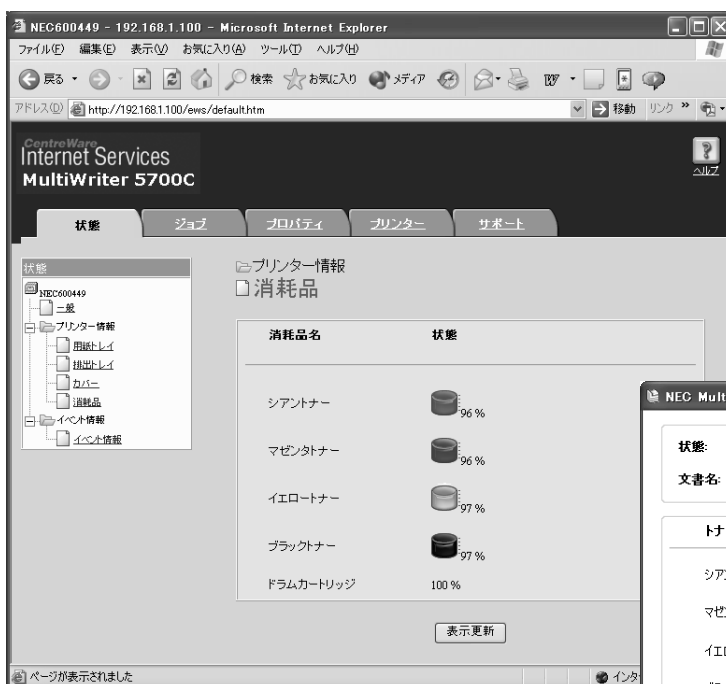 NEC600449 - 192.168.1.100 - Microsoft Internet Explorer
ファイル(F) 編集(E) 表示(V) お気に入り(A) ツール(T) ヘルプ(H)
戻る 検索 お気に入り メディア
アドレス(D) http://192.168.1.100/ews/default.htm 移動 リンク »
CentreWare
Internet Services
MultiWriter 5700C
ヘルプ
状態 ジョブ プロパティ プリンター サポート
状態
NEC600449
一般
プリンター情報
用紙トレイ
排出トレイ
カバー
消耗品
イベント情報
イベント情報
プリンター情報
消耗品
消耗品名 状態
シアントナー 96 %
マゼンタトナー 96 %
イエロートナー 97 %
ブラックトナー 97 %
ドラムカートリッジ 100 %
表示更新
NEC Mult
状態:
文書名:
トナ
シア
マゼ
イエ
ページが表示されました
インタ